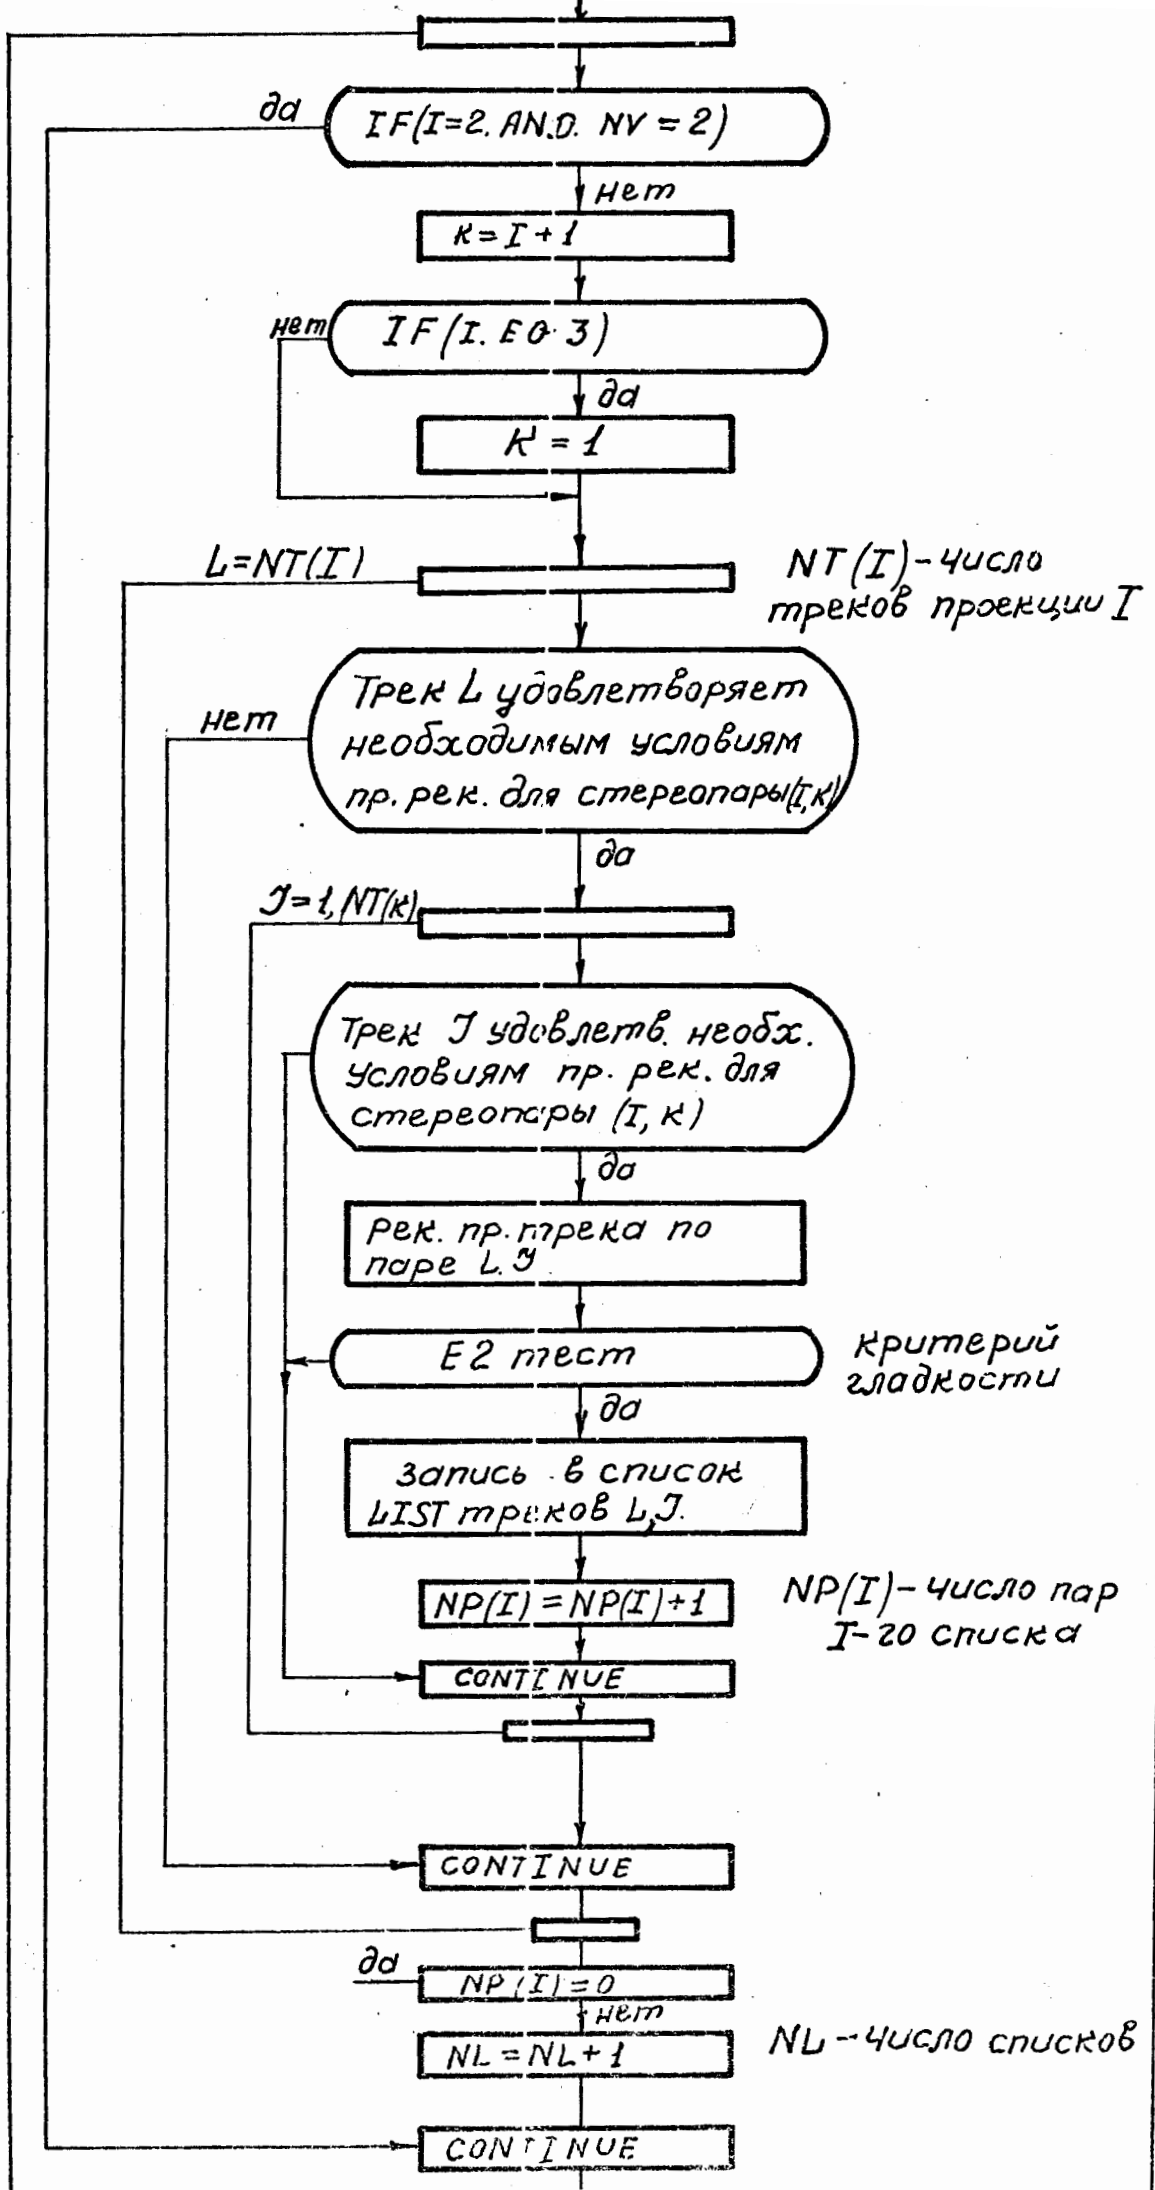 да
IF(I=2. AN.D. NV = 2)
нет
K = I + 1
нет
IF(I. EQ. 3)
да
K = 1
L=NT(I)
NT(I)-число
треков проекции I
Трек L удовлетворяет
необходимым условиям
пр. рек. для стереопары(I,K)
нет
да
J=1,NT(K)
Трек J удовлетв. необх.
условиям пр. рек. для
стереопары (I, K)
да
Рек. пр. трека по
паре L. J
E2 тест
критерий
гладкости
да
Запись в список
LIST треков L,J.
NP(I) = NP(I)+1
NP(I)- число пар
I-го списка
CONTINUE
CONTINUE
да
NP(I)=0
нет
NL = NL + 1
NL - число списков
CONTINUE